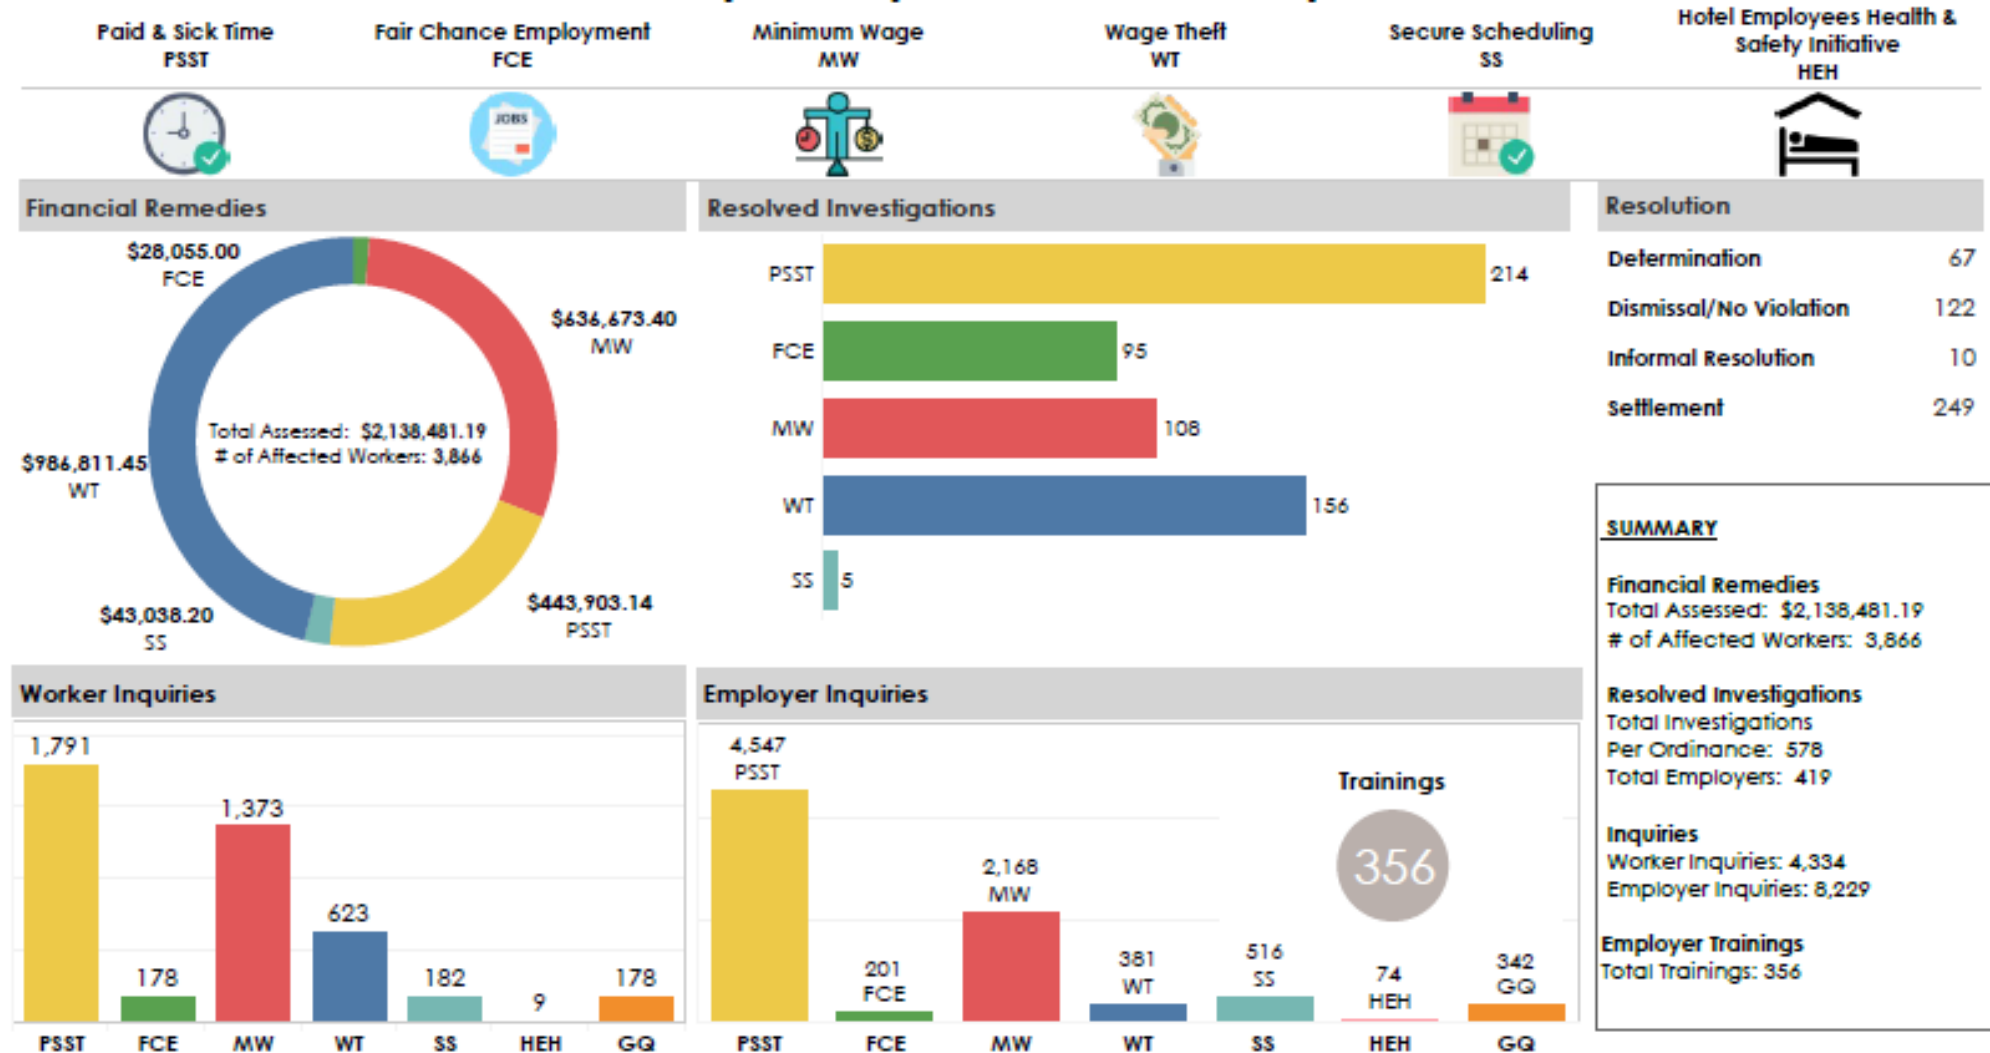 Paid & Sick Time
PSST
Fair Chance Employment
FCE
Minimum Wage
MW
Wage Theft
WT
Secure Scheduling
SS
Hotel Employees Health &
Safety Initiative
HEH
JOBS
Financial Remedies
$28,055.00
FCE
$636,673.40
MW
Total Assessed: $2,138,481.19
# of Affected Workers: 3,866
$986,811.45
WT
$43,038.20
SS
$443,903.14
PSST
Resolved Investigations
PSST 214
FCE 95
MW 108
WT 156
SS 5
Resolution
Determination 67
Dismissal/No Violation 122
Informal Resolution 10
Settlement 249
Worker Inquiries
1,791
178
1,373
623
182
9
178
PSST FCE MW WT SS HEH GQ
Employer Inquiries
4,547
PSST
201
FCE
2,168
MW
381
WT
516
SS
74
HEH
342
GQ
Trainings
356
PSST FCE MW WT SS HEH GQ
SUMMARY
Financial Remedies
Total Assessed: $2,138,481.19
# of Affected Workers: 3,866
Resolved Investigations
Total Investigations
Per Ordinance: 578
Total Employers: 419
Inquiries
Worker Inquiries: 4,334
Employer Inquiries: 8,229
Employer Trainings
Total Trainings: 356